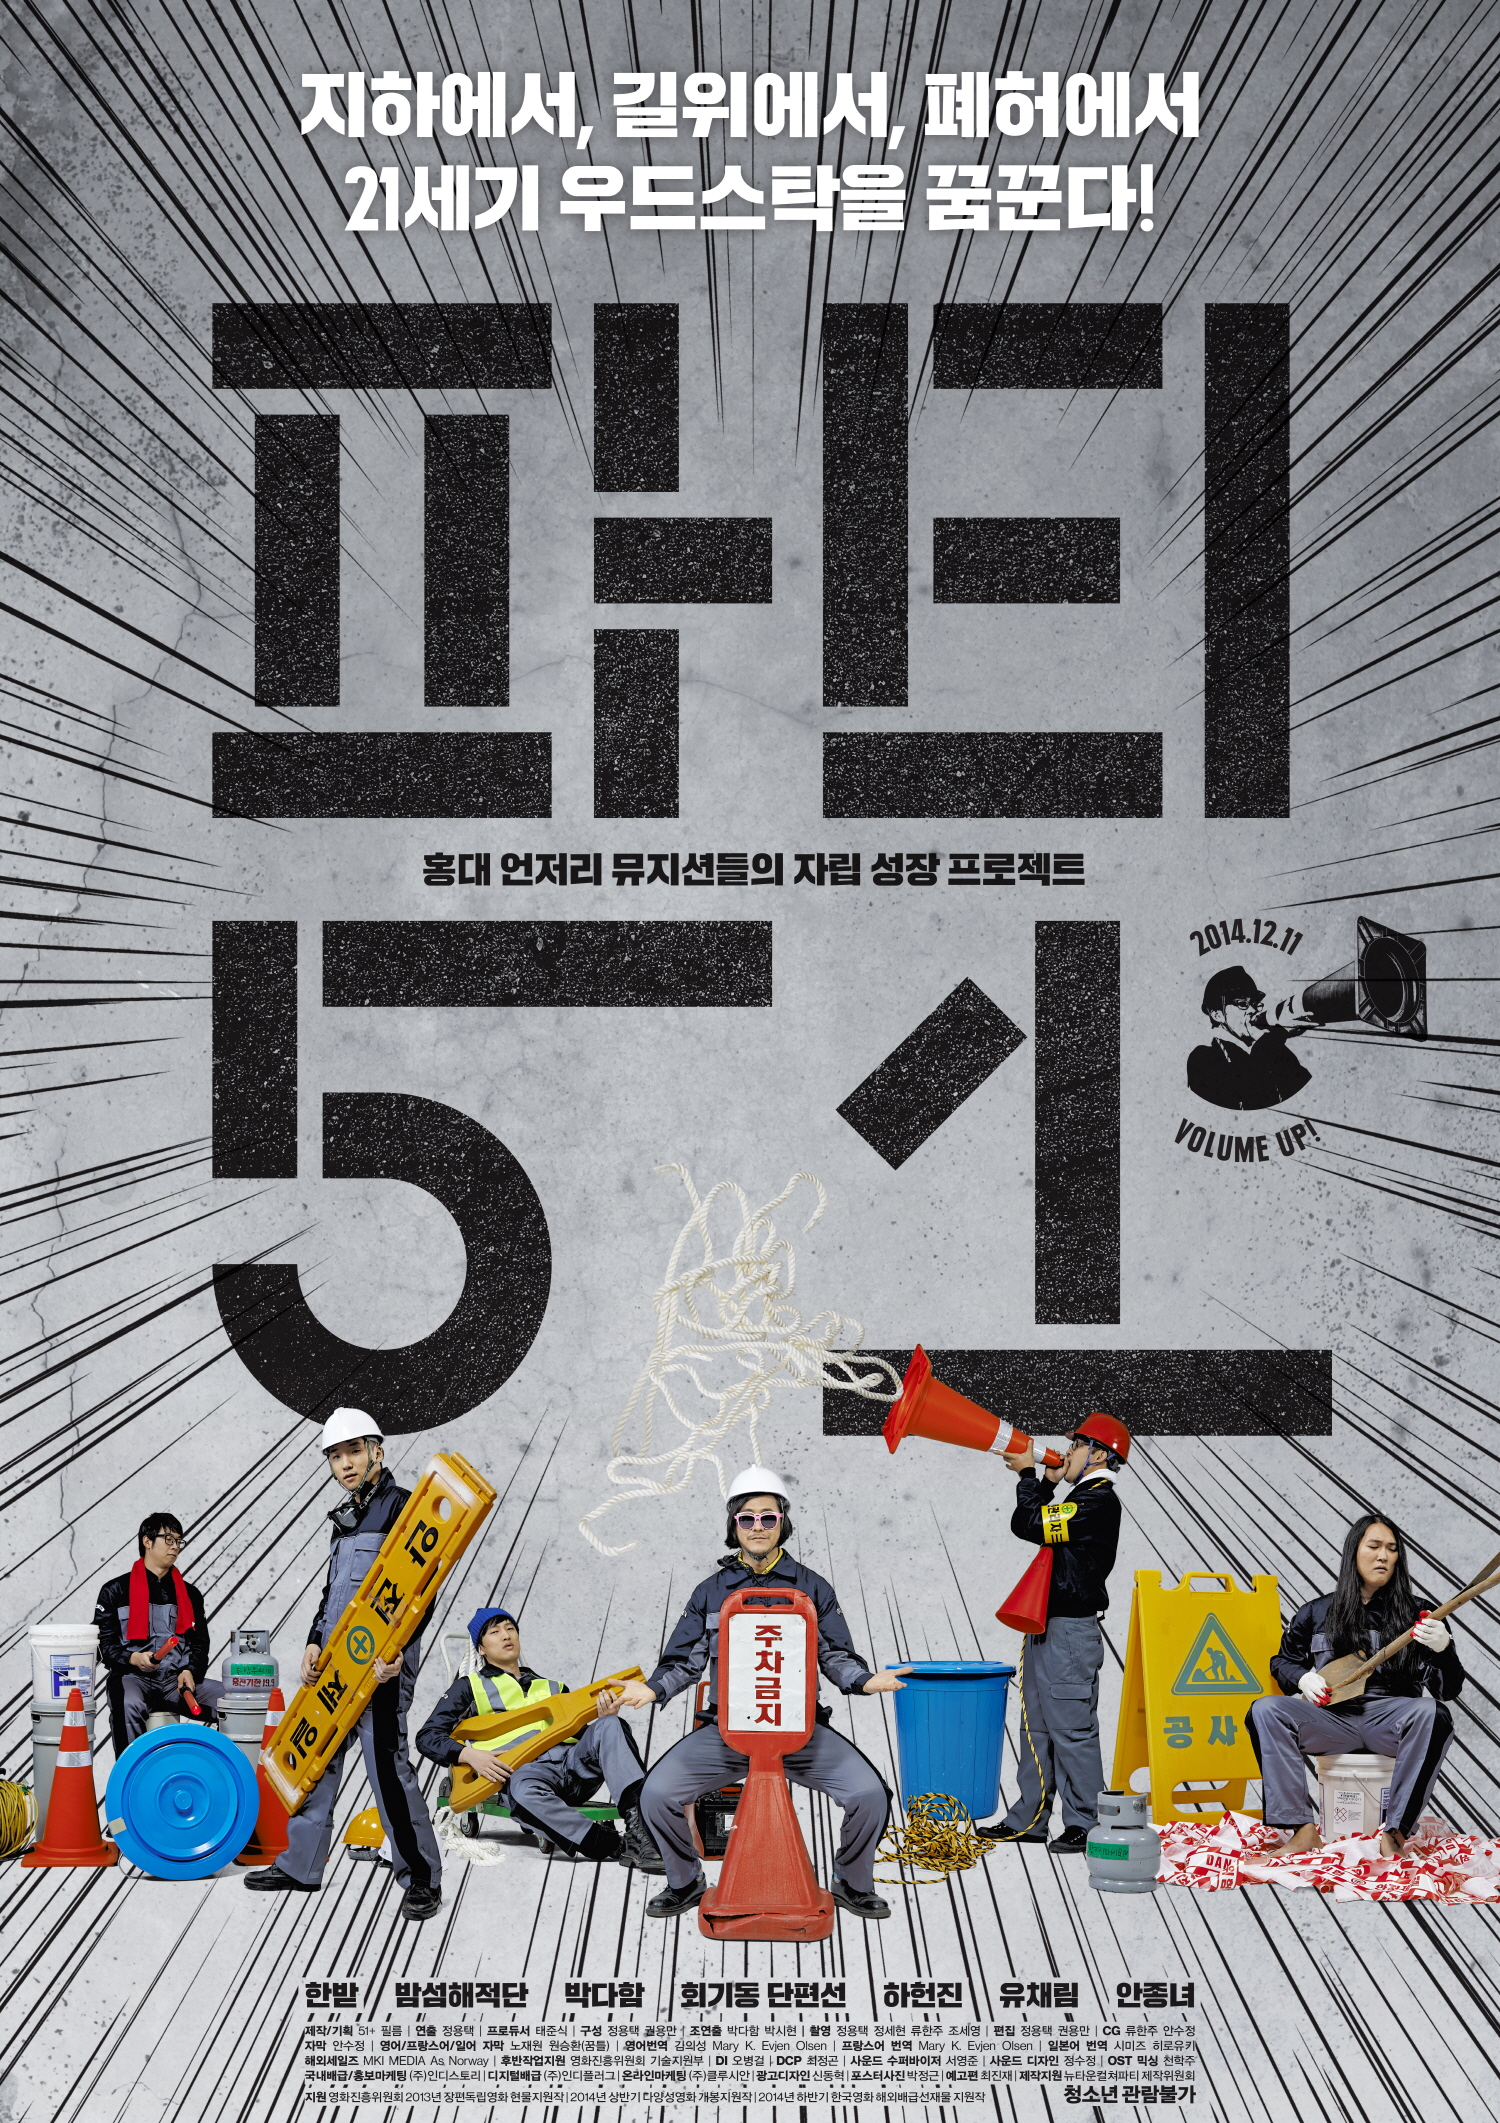 지하에서, 길위에서, 폐허에서
21세기 우드스탁을 꿈꾼다!
파티
홍대 언저리 뮤지션들의 자립 성장 프로젝트
51
2014.12.11
VOLUME UP!
안전제일
주차금지
공사
한받 밤섬해적단 박다함 회기동 단편선 하헌진 유채림 안종녀
제작/기획 51+ 필름 | 연출 정용택 | 프로듀서 태준식 | 구성 정용택 권용만 | 조연출 박다함 박시현 | 촬영 정용택 정세현 류한주 조세영 | 편집 정용택 권용만 | CG 류한주 안수정
자막 안수정 | 영어/프랑스어/일어 자막 노재원 원승환(꿈틀) | 영어번역 김의성 Mary K. Evjen Olsen | 프랑스어 번역 Mary K. Evjen Olsen | 일본어 번역 시미즈 히로유키
해외세일즈 MKI MEDIA As, Norway | 후반작업지원 영화진흥위원회 기술지원부 | DI 오병걸 | DCP 최정곤 | 사운드 수퍼바이저 서영준 | 사운드 디자인 정수정 | OST 믹싱 천학주
국내배급/홍보마케팅 (주)인디스토리 | 디지털배급 (주)인디플러그 | 온라인마케팅 (주)클루시안 | 광고디자인 신동혁 | 포스터사진 박정근 | 예고편 최진재 | 제작지원 뉴타운컬쳐파티 제작위원회
지원 영화진흥위원회 2013년 장편독립영화 현물지원작 | 2014년 상반기 다양성영화 개봉지원작 | 2014년 하반기 한국영화 해외배급선재물 지원작 청소년 관람불가